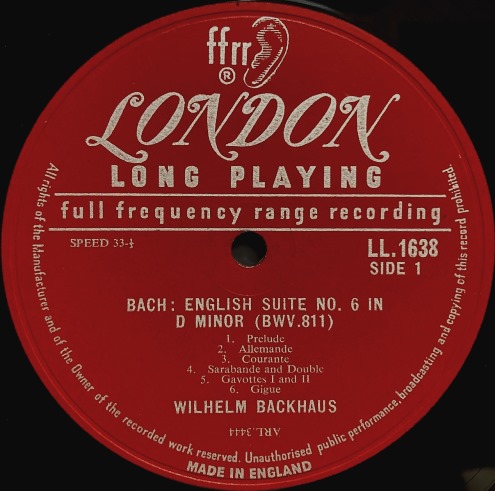 ffrr
®
LONDON
LONG PLAYING
full frequency range recording
SPEED 33-⅓
LL.1638
SIDE 1
BACH: ENGLISH SUITE NO. 6 IN
D MINOR (BWV.811)
1. Prelude
2. Allemande
3. Courante
4. Sarabande and Double
5. Gavottes I and II
6. Gigue
WILHELM BACKHAUS
ARL.3444
All rights of the Manufacturer and of the Owner of the recorded work reserved. Unauthorised public performance, broadcasting and copying of this record prohibited.
MADE IN ENGLAND